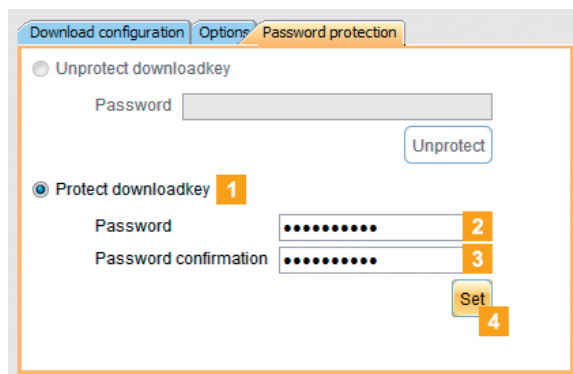 Download configuration Options Password protection
Unprotect downloadkey
Password
Unprotect
Protect downloadkey 1
Password •••••••••• 2
Password confirmation •••••••••• 3
Set
4